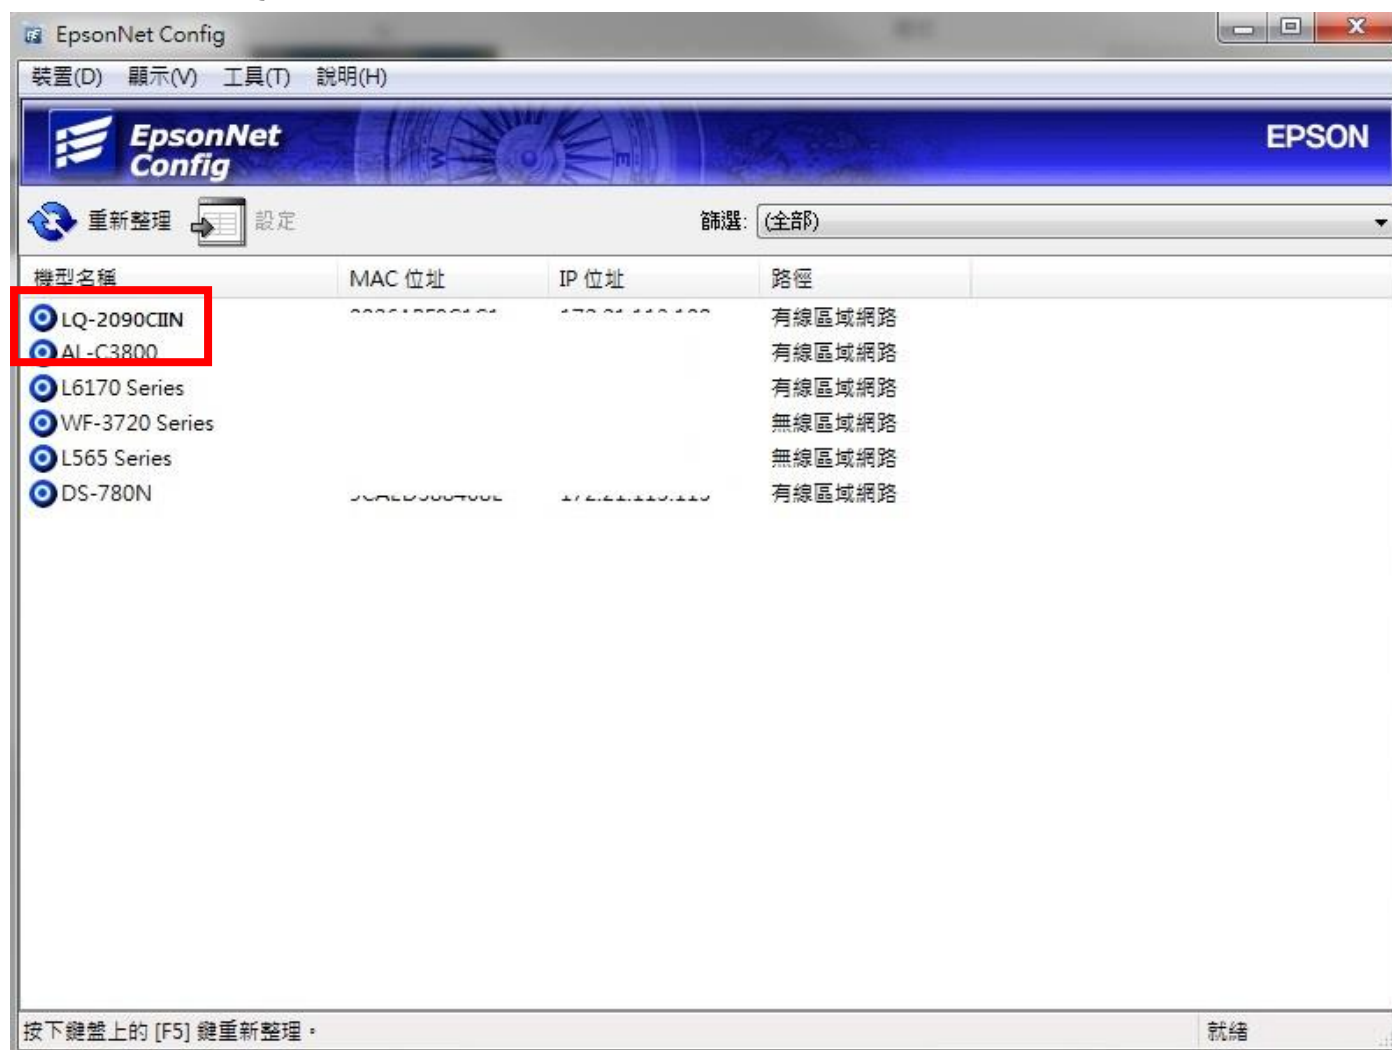 EpsonNet Config
裝置(D) 顯示(V) 工具(T) 說明(H)
EpsonNet
Config
EPSON
重新整理 設定 篩選: (全部)
機型名稱 MAC 位址 IP 位址 路徑
LQ-2090CIIN 有線區域網路
AL-C3800 有線區域網路
L6170 Series 有線區域網路
WF-3720 Series 無線區域網路
L565 Series 無線區域網路
DS-780N 有線區域網路
按下鍵盤上的 [F5] 鍵重新整理。 就緒